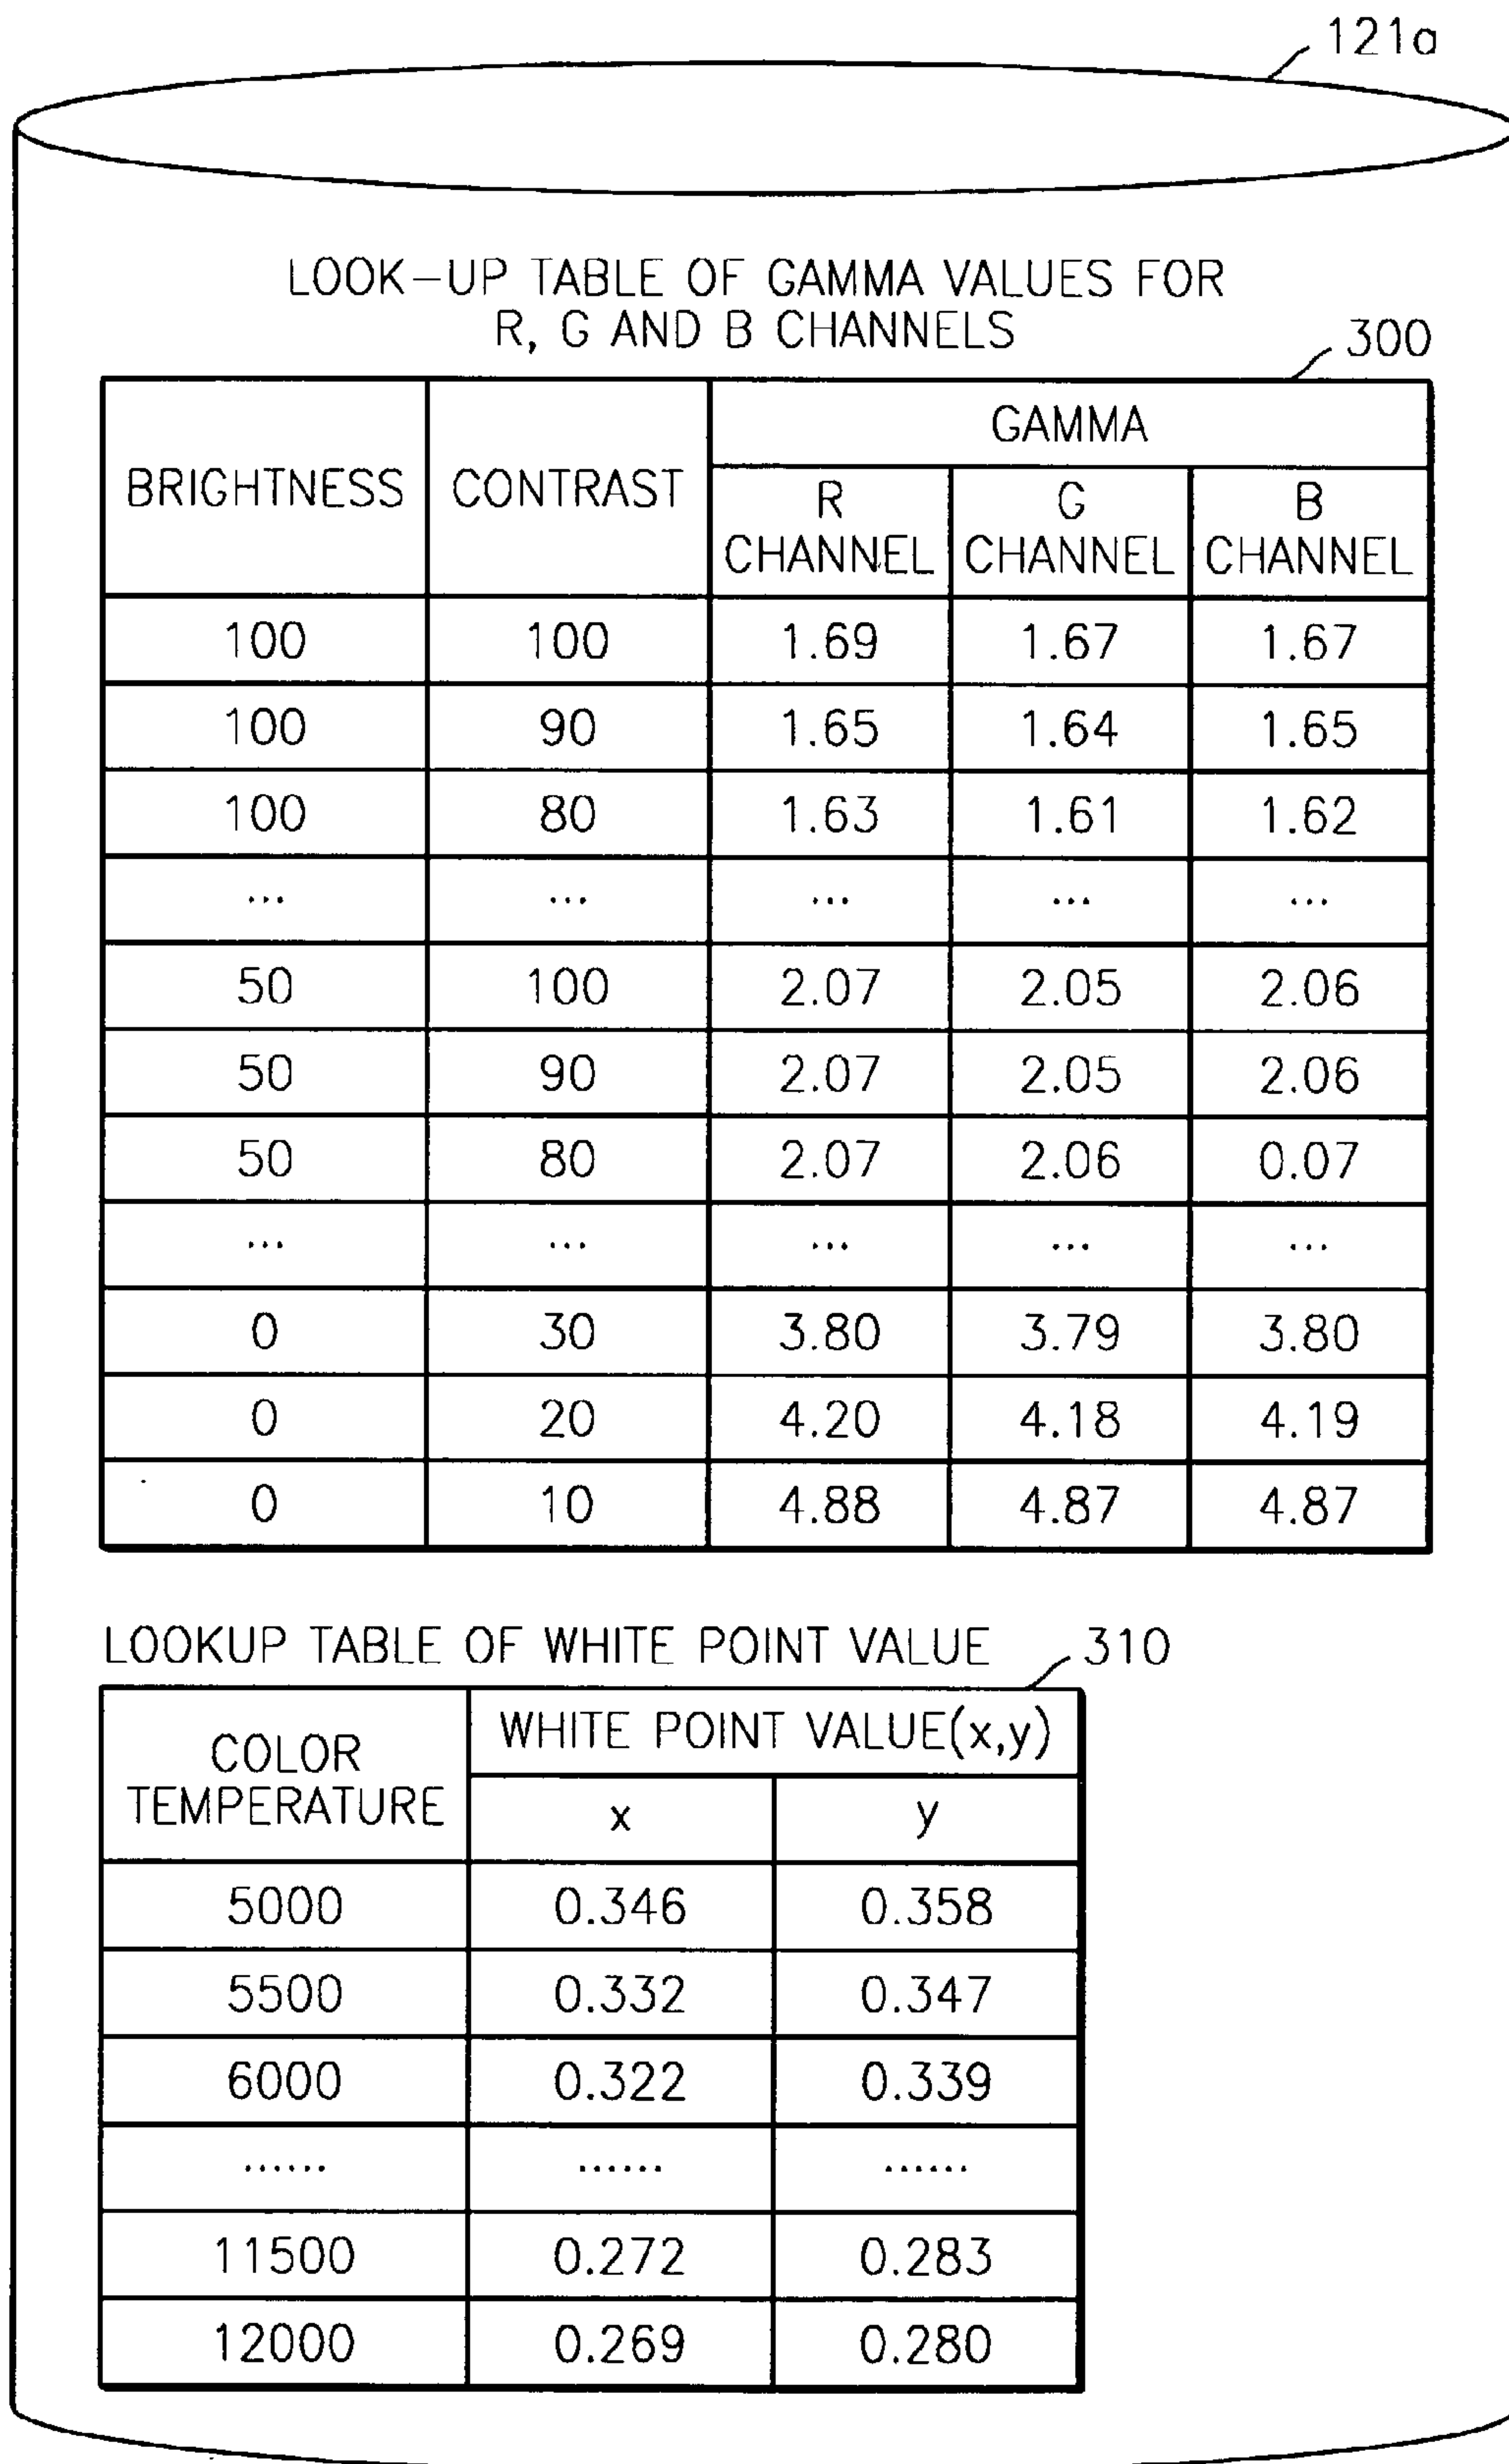 121a
LOOK-UP TABLE OF GAMMA VALUES FOR
R, G AND B CHANNELS
300
BRIGHTNESS CONTRAST GAMMA
R CHANNEL G CHANNEL B CHANNEL
100 100 1.69 1.67 1.67
100 90 1.65 1.64 1.65
100 80 1.63 1.61 1.62
... ... ... ... ...
50 100 2.07 2.05 2.06
50 90 2.07 2.05 2.06
50 80 2.07 2.06 0.07
... ... ... ... ...
0 30 3.80 3.79 3.80
0 20 4.20 4.18 4.19
0 10 4.88 4.87 4.87
LOOKUP TABLE OF WHITE POINT VALUE 310
COLOR TEMPERATURE WHITE POINT VALUE(x,y)
x y
5000 0.346 0.358
5500 0.332 0.347
6000 0.322 0.339
...... ...... ......
11500 0.272 0.283
12000 0.269 0.280